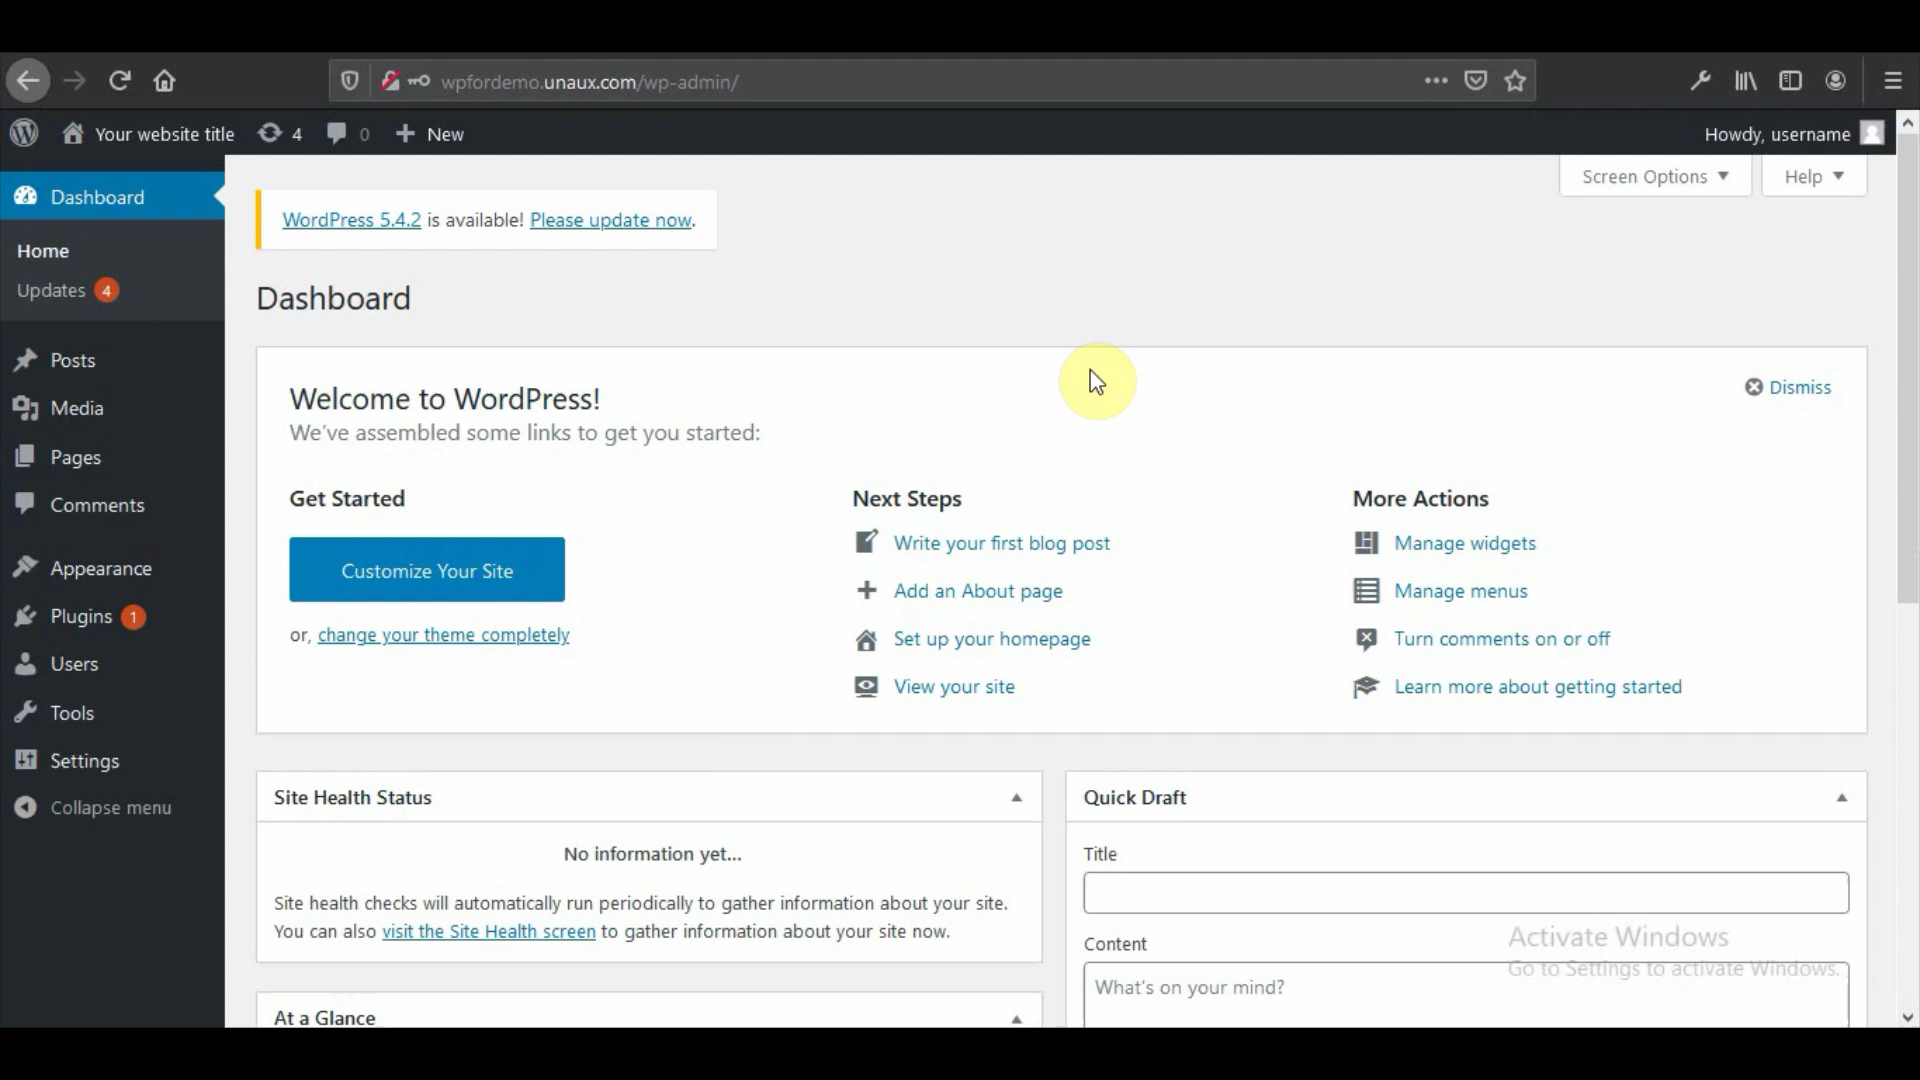 wpfordemo.unaux.com/wp-admin/
Your website title 4 0 + New Howdy, username
Dashboard
Home
Updates 4
Posts
Media
Pages
Comments
Appearance
Plugins 1
Users
Tools
Settings
Collapse menu
Screen Options Help
WordPress 5.4.2 is available! Please update now.
Dashboard
Welcome to WordPress!
Dismiss
We've assembled some links to get you started:
Get Started
Customize Your Site
or, change your theme completely
Next Steps
Write your first blog post
Add an About page
Set up your homepage
View your site
More Actions
Manage widgets
Manage menus
Turn comments on or off
Learn more about getting started
Site Health Status
No information yet...
Site health checks will automatically run periodically to gather information about your site.
You can also visit the Site Health screen to gather information about your site now.
At a Glance
Quick Draft
Title
Content
What's on your mind?
Activate Windows
Go to Settings to activate Windows.